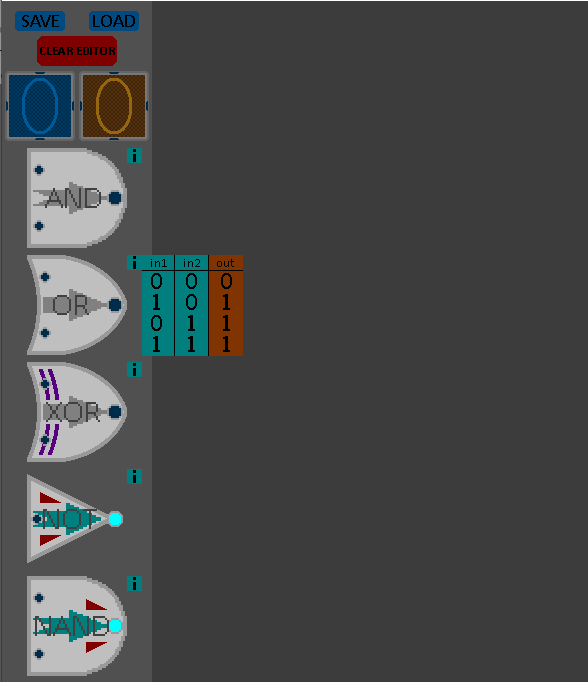 SAVE LOAD
CLEAR EDITOR
0 0
i
AND
i in1 in2 out
0 0 0
1 0 1
OR
0 1 1
1 1 1
i
XOR
i
NOT
i
NAND